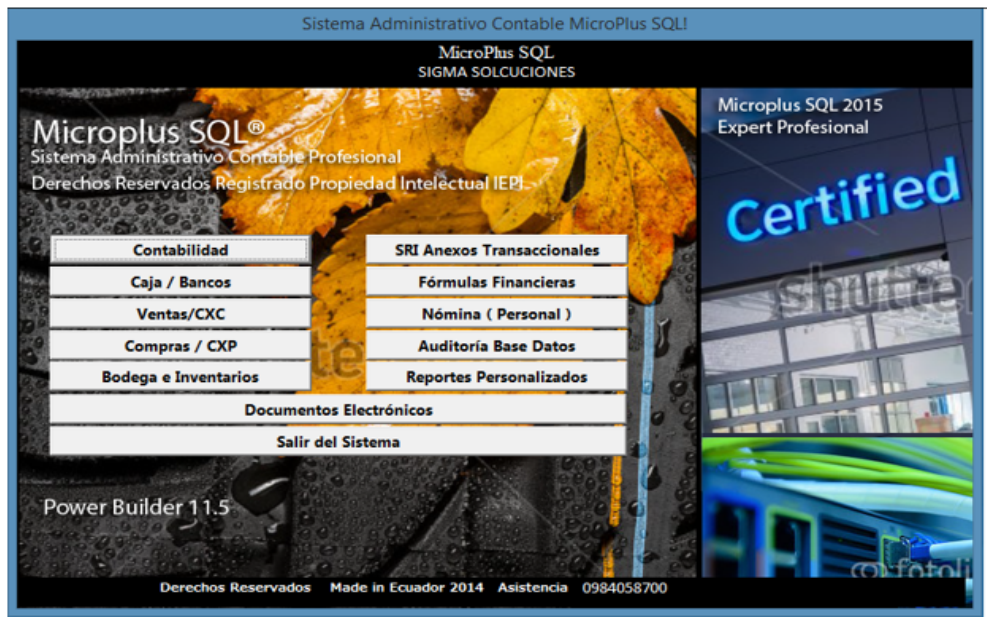 Sistema Administrativo Contable MicroPlus SQL!
MicroPlus SQL
SIGMA SOLCUCIONES
Microplus SQL®
Sistema Administrativo Contable Profesional
Derechos Reservados Registrado Propiedad Intelectual IEPI.
Microplus SQL 2015
Expert Profesional
Certified
Contabilidad
SRI Anexos Transaccionales
Caja / Bancos
Fórmulas Financieras
Ventas/CXC
Nómina ( Personal )
Compras / CXP
Auditoría Base Datos
Bodega e Inventarios
Reportes Personalizados
Documentos Electrónicos
Salir del Sistema
Power Builder 11.5
shutte
fotoli
Derechos Reservados Made in Ecuador 2014 Asistencia 0984058700